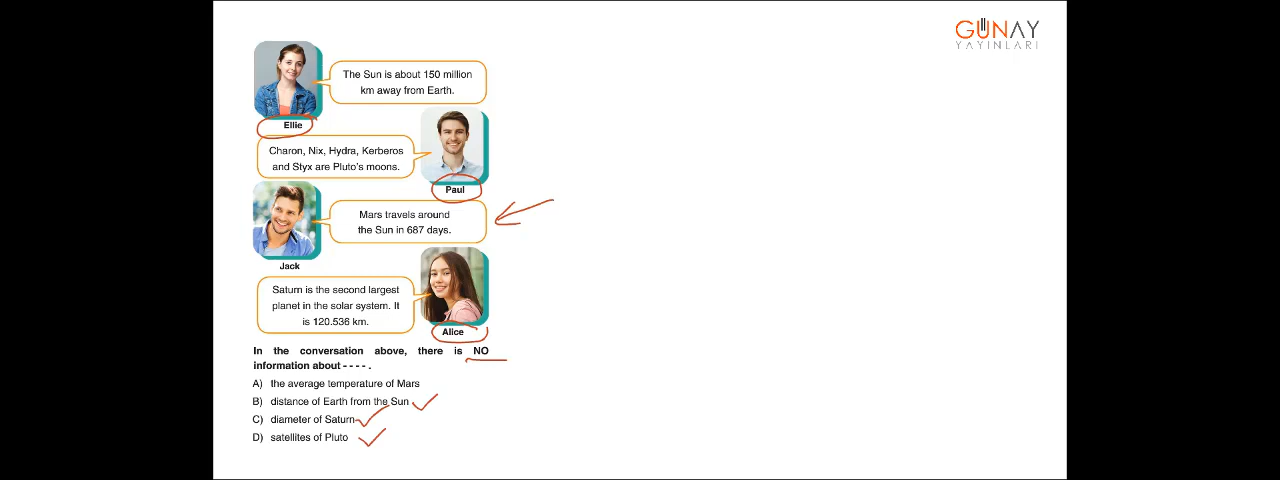 GÜNAY
YAYINLARI
The Sun is about 150 million
km away from Earth.
Ellie
Charon, Nix, Hydra, Kerberos
and Styx are Pluto's moons.
Paul
Mars travels around
the Sun in 687 days.
Jack
Saturn is the second largest
planet in the solar system. It
is 120.536 km.
Alice
In the conversation above, there is NO
information about - - - - .
A) the average temperature of Mars
B) distance of Earth from the Sun
C) diameter of Saturn
D) satellites of Pluto